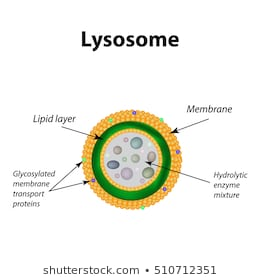 Lysosome
Lipid layer
Membrane
Glycosylated
membrane
transport
proteins
Hydrolytic
enzyme
mixture
shutterstock.com • 510712351